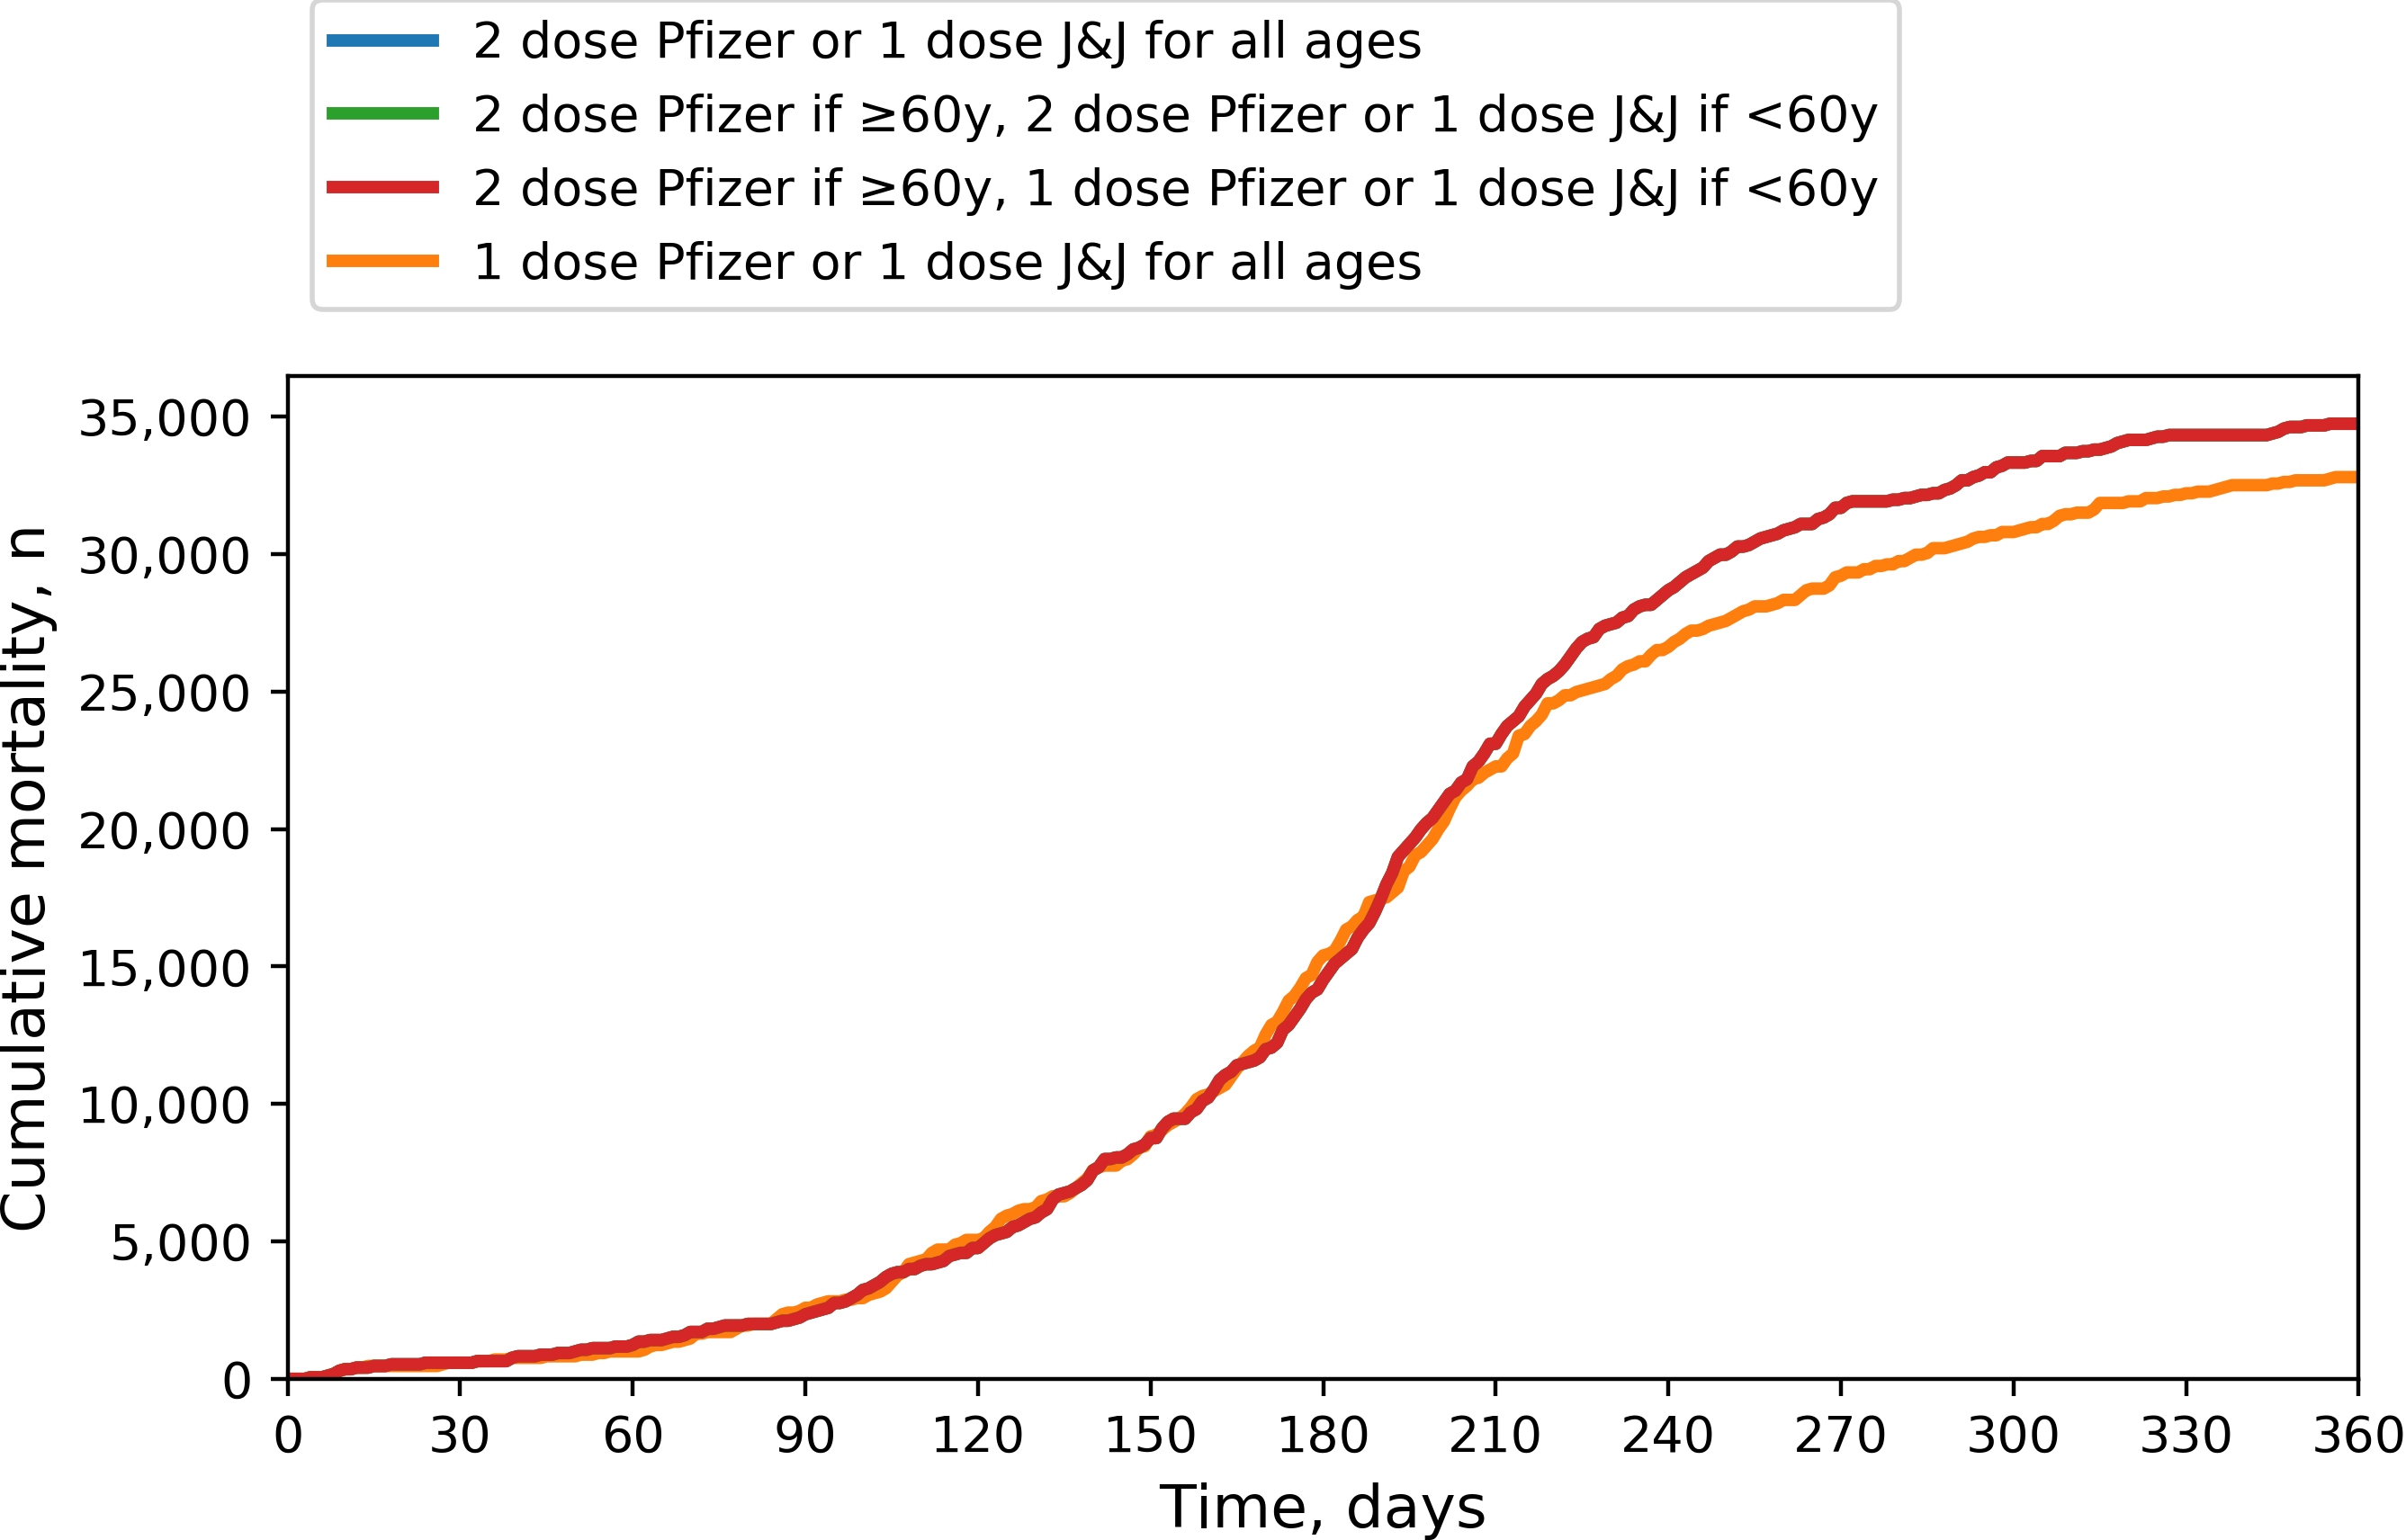 2 dose Pfizer or 1 dose J&J for all ages
2 dose Pfizer if ≥60y, 2 dose Pfizer or 1 dose J&J if <60y
2 dose Pfizer if ≥60y, 1 dose Pfizer or 1 dose J&J if <60y
1 dose Pfizer or 1 dose J&J for all ages
Cumulative mortality, n
35,000
30,000
25,000
20,000
15,000
10,000
5,000
0
0 30 60 90 120 150 180 210 240 270 300 330 360
Time, days